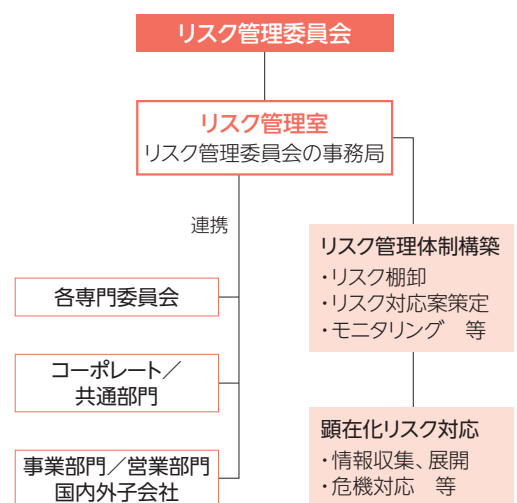 リスク管理委員会
リスク管理室
リスク管理委員会の事務局
連携
各専門委員会
コーポレート／
共通部門
事業部門／営業部門
国内外子会社
リスク管理体制構築
・リスク棚卸
・リスク対応案策定
・モニタリング　等
顕在化リスク対応
・情報収集、展開
・危機対応　等